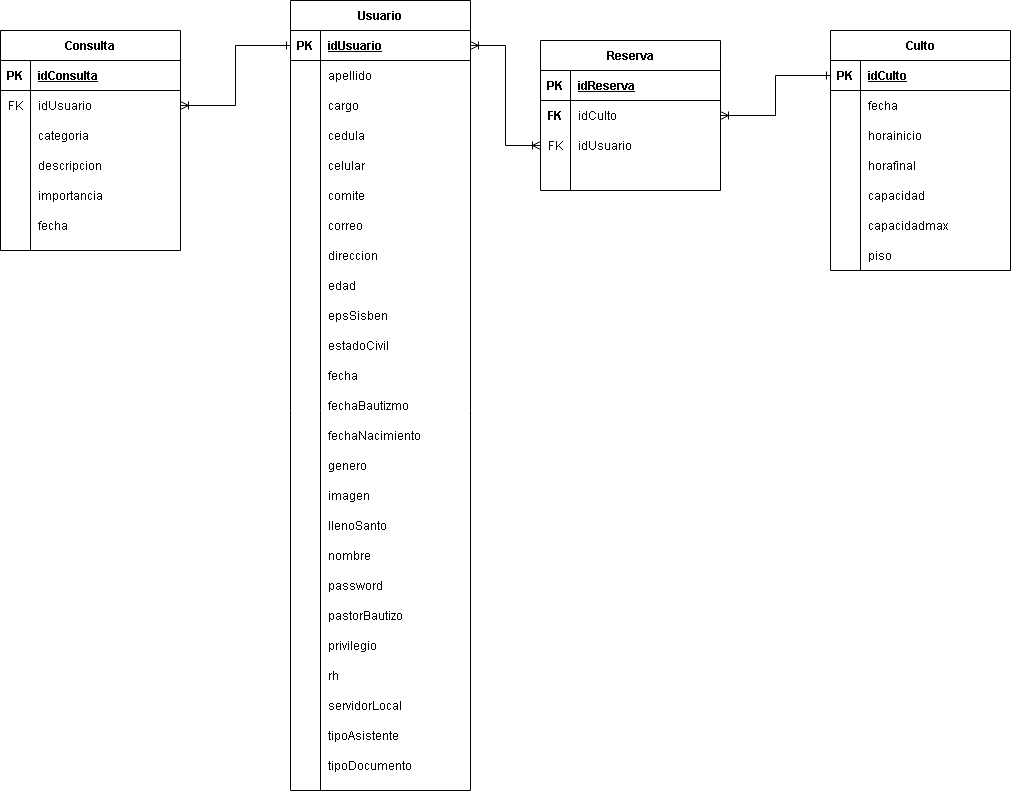 Consulta
PK idConsulta
FK idUsuario
categoria
descripcion
importancia
fecha
Usuario
PK idUsuario
apellido
cargo
cedula
celular
comite
correo
direccion
edad
epsSisben
estadoCivil
fecha
fechaBautizmo
fechaNacimiento
genero
imagen
llenoSanto
nombre
password
pastorBautizo
privilegio
rh
servidorLocal
tipoAsistente
tipoDocumento
Reserva
PK idReserva
FK idCulto
FK idUsuario
Culto
PK idCulto
fecha
horainicio
horafinal
capacidad
capacidadmax
piso